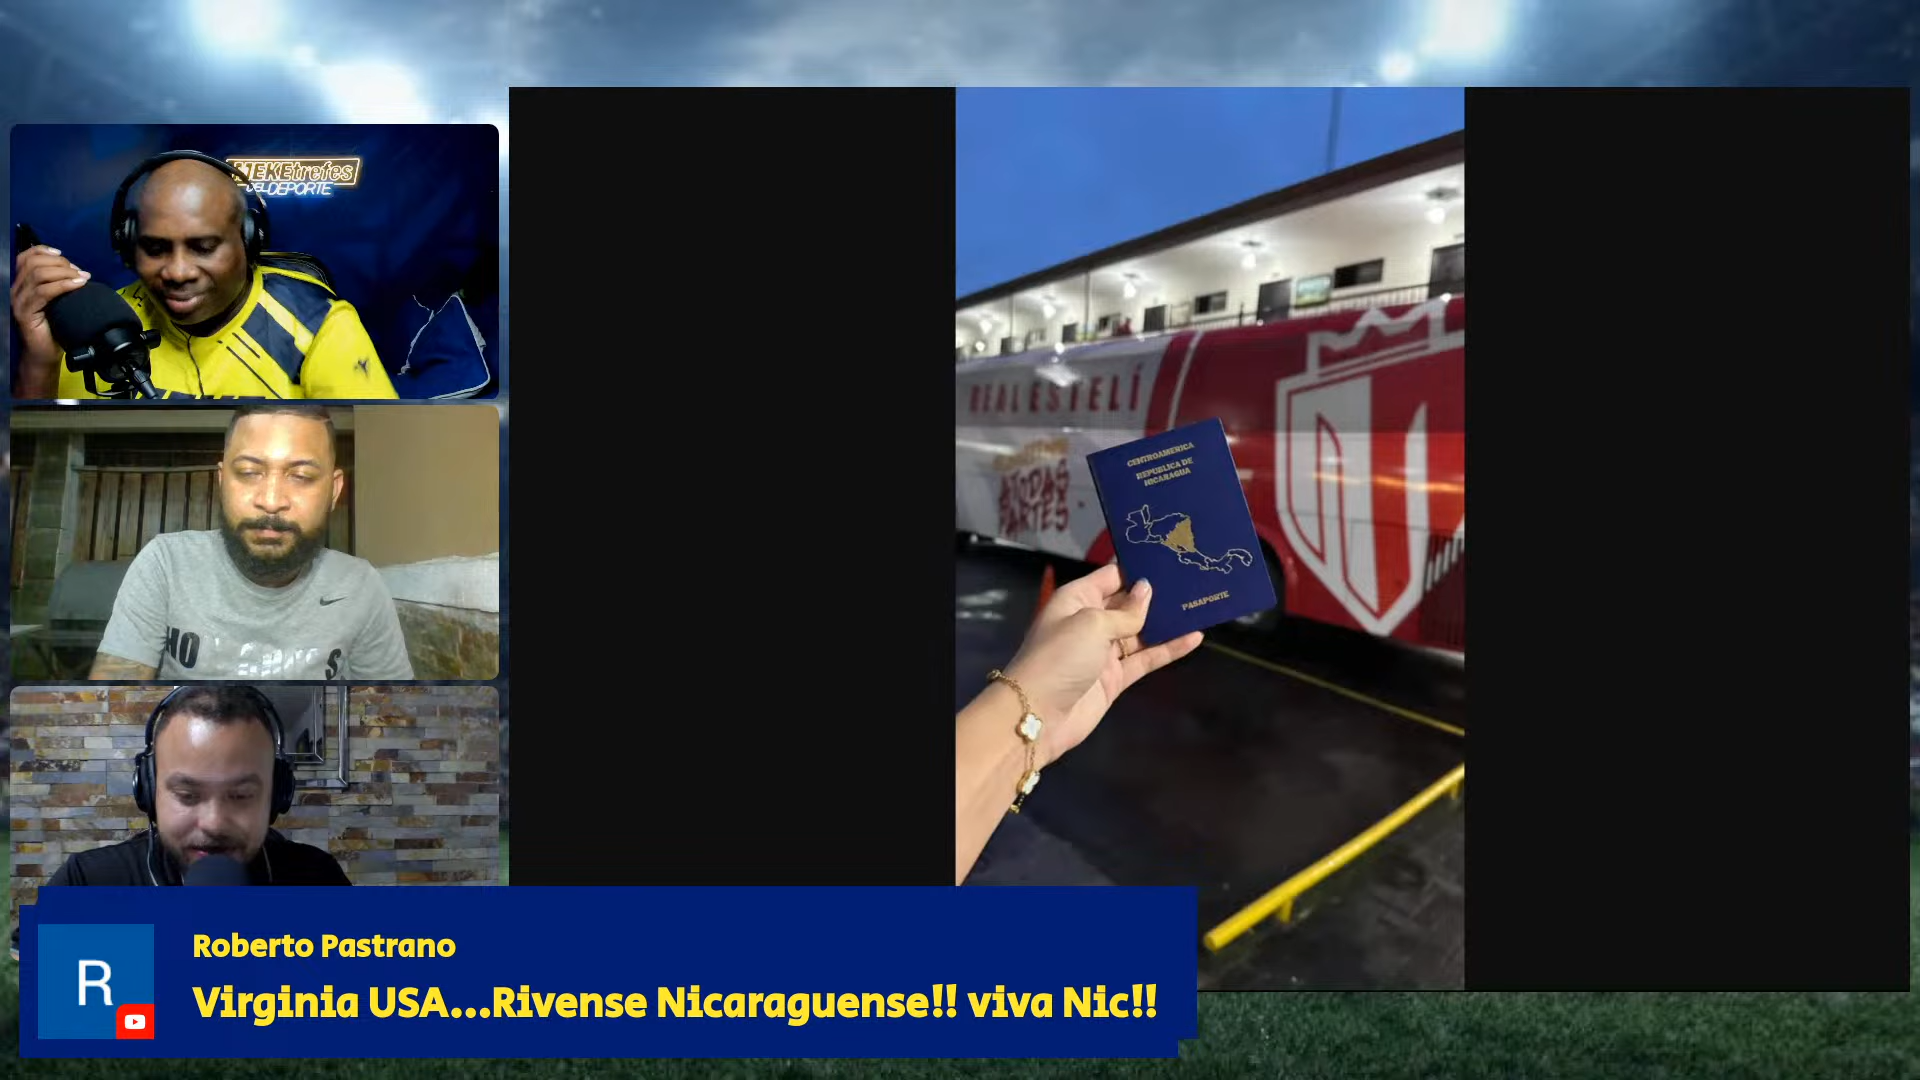 DEL DEPORTE
REAL ESTELÍ
A TODAS
PARTES
CENTROAMERICA
REPUBLICA DE
NICARAGUA
PASAPORTE
R
Roberto Pastrano
Virginia USA...Rivense Nicaraguense!! viva Nic!!